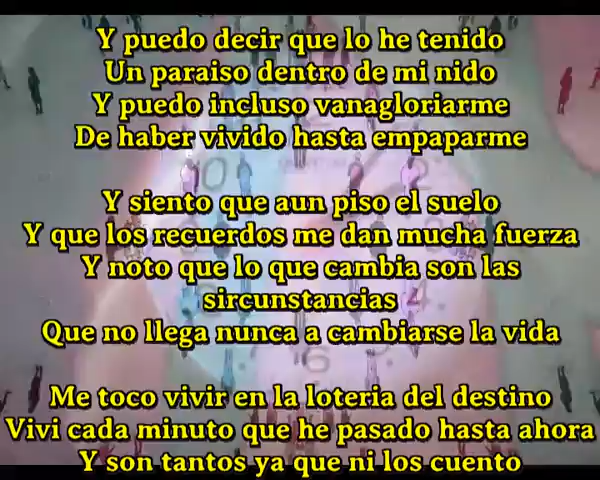 Y puedo decir que lo he tenido
Un paraiso dentro de mi nido
Y puedo incluso vanagloriarme
De haber vivido hasta empaparme
Y siento que aun piso el suelo
Y que los recuerdos me dan mucha fuerza
Y noto que lo que cambia son las
sircunstancias
Que no llega nunca a cambiarse la vida
Me toco vivir en la loteria del destino
Vivi cada minuto que he pasado hasta ahora
Y son tantos ya que ni los cuento